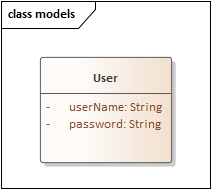 class models
User
- userName: String
- password: String